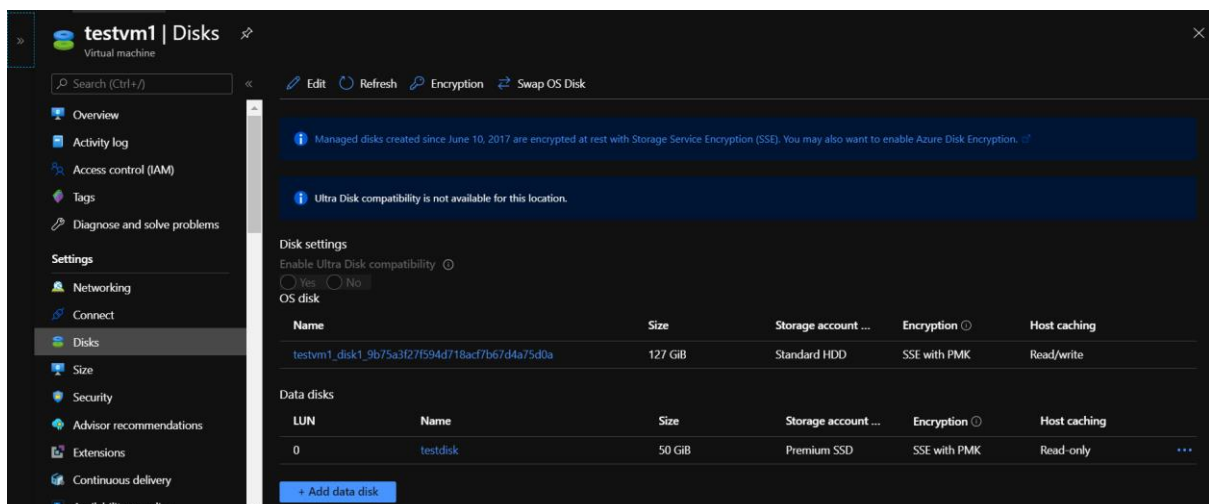 »
testvm1 | Disks
Virtual machine
Search (Ctrl+/)
«
Overview
Activity log
Access control (IAM)
Tags
Diagnose and solve problems
Settings
Networking
Connect
Disks
Size
Security
Advisor recommendations
Extensions
Continuous delivery
Edit Refresh Encryption Swap OS Disk
Managed disks created since June 10, 2017 are encrypted at rest with Storage Service Encryption (SSE). You may also want to enable Azure Disk Encryption.
Ultra Disk compatibility is not available for this location.
Disk settings
Enable Ultra Disk compatibility
Yes No
OS disk
Name Size Storage account ... Encryption Host caching
testvm1_disk1_9b75a3f27f594d718acf7b67d4a75d0a 127 GiB Standard HDD SSE with PMK Read/write
Data disks
LUN Name Size Storage account ... Encryption Host caching
0 testdisk 50 GiB Premium SSD SSE with PMK Read-only ...
+ Add data disk